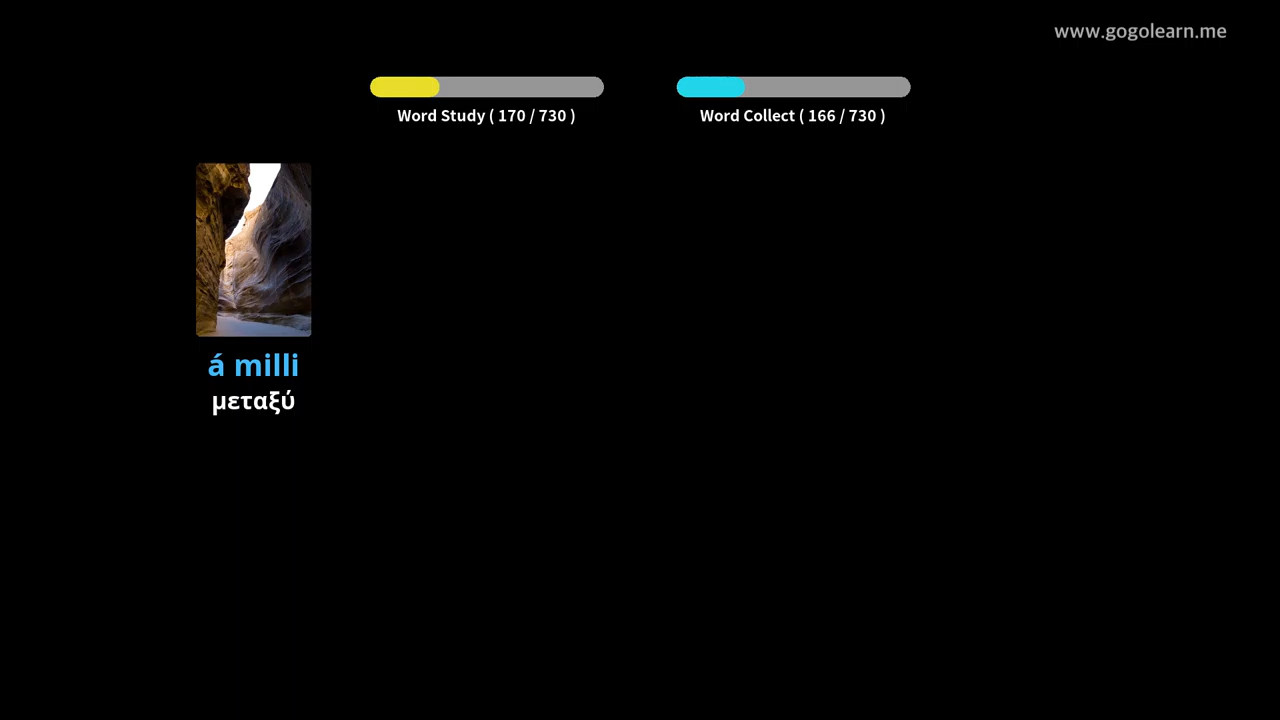 www.gogolearn.me
Word Study ( 170 / 730 )
Word Collect ( 166 / 730 )
á milli
μεταξύ